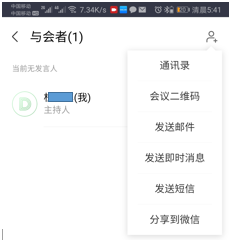 中国移动 7.34K/s 清晨5:41
中国移动 HD
与会者(1)
当前无发言人
(我)
主持人
通讯录
会议二维码
发送邮件
发送即时消息
发送短信
分享到微信